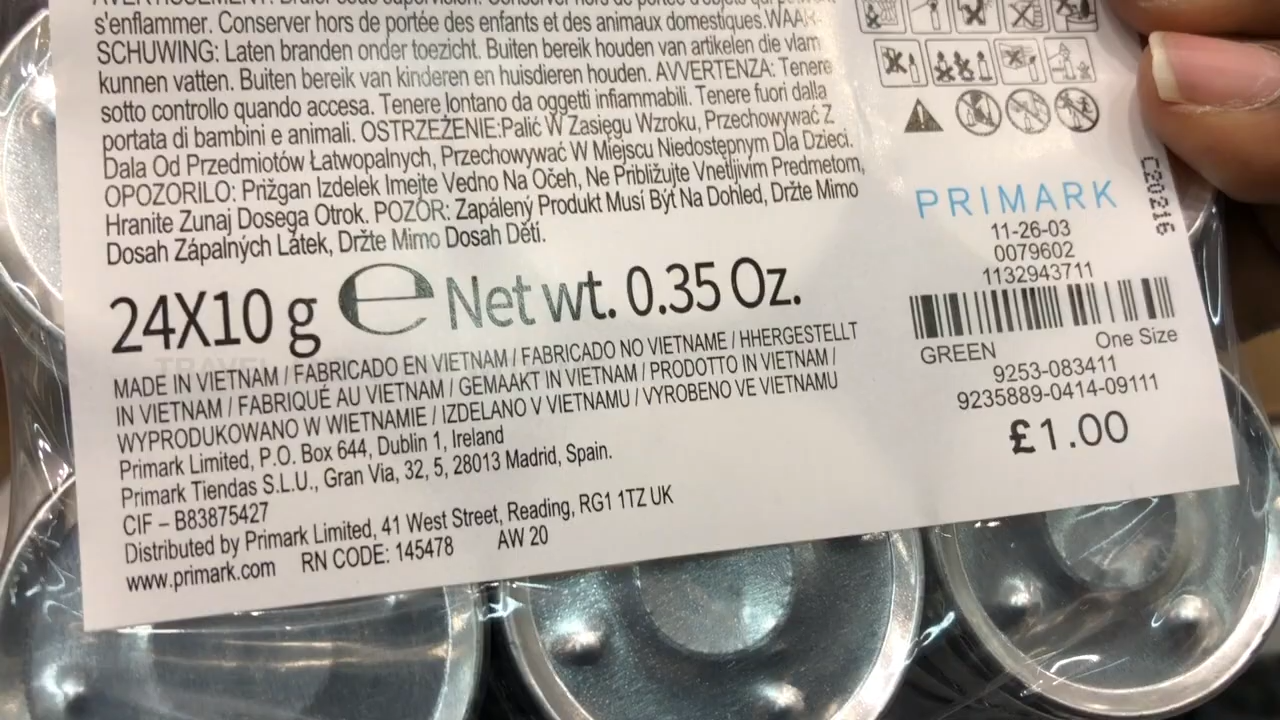 s'enflammer. Conserver hors de portée des enfants et des animaux domestiques.WAAR-
SCHUWING: Laten branden onder toezicht. Buiten bereik houden van artikelen die vlam
kunnen vatten. Buiten bereik van kinderen en huisdieren houden. AVVERTENZA: Tenere
sotto controllo quando accesa. Tenere lontano da oggetti infiammabili. Tenere fuori dalla
portata di bambini e animali. OSTRZEŻENIE:Palić W Zasięgu Wzroku, Przechowywać Z
Dala Od Przedmiotów Łatwopalnych, Przechowywać W Miejscu Niedostępnym Dla Dzieci.
OPOZORILO: Prižgan Izdelek Imejte Vedno Na Očeh, Ne Približujte Vnetljivim Predmetom,
Hranite Zunaj Dosega Otrok. POZOR: Zapálený Produkt Musí Být Na Dohled, Držte Mimo
Dosah Zápalných Látek, Držte Mimo Dosah Dětí.
24X10 g ℮ Net wt. 0.35 Oz.
MADE IN VIETNAM / FABRICADO EN VIETNAM / FABRICADO NO VIETNAME / HHERGESTELLT
IN VIETNAM / FABRIQUÉ AU VIETNAM / GEMAAKT IN VIETNAM / PRODOTTO IN VIETNAM /
WYPRODUKOWANO W WIETNAMIE / IZDELANO V VIETNAMU / VYROBENO VE VIETNAMU
Primark Limited, P.O. Box 644, Dublin 1, Ireland
Primark Tiendas S.L.U., Gran Via, 32, 5, 28013 Madrid, Spain.
CIF – B83875427
Distributed by Primark Limited, 41 West Street, Reading, RG1 1TZ UK
www.primark.com RN CODE: 145478 AW 20
PRIMARK
11-26-03
0079602
1132943711
GREEN One Size
9253-083411
9235889-0414-09111
£1.00
C20216